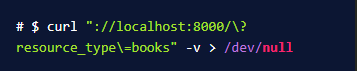 # $ curl "://localhost:8000/\?
resource_type\=books" -v > /dev/null